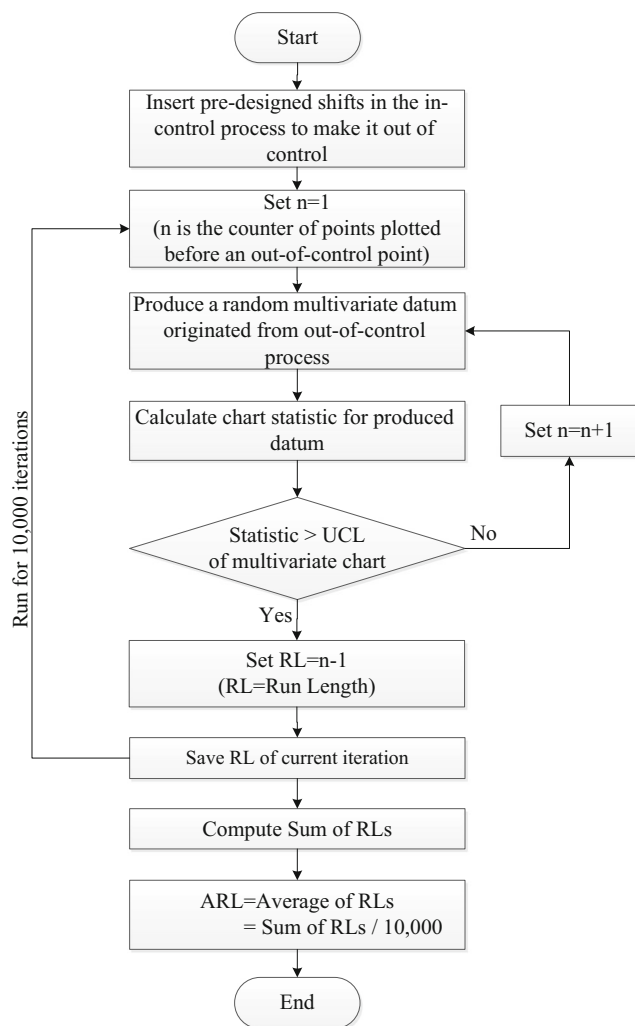 Start
Insert pre-designed shifts in the in-
control process to make it out of
control
Set n=1
(n is the counter of points plotted
before an out-of-control point)
Produce a random multivariate datum
originated from out-of-control
process
Calculate chart statistic for produced
datum
Set n=n+1
Statistic > UCL
of multivariate chart
No
Yes
Run for 10,000 iterations
Set RL=n-1
(RL=Run Length)
Save RL of current iteration
Compute Sum of RLs
ARL=Average of RLs
= Sum of RLs / 10,000
End